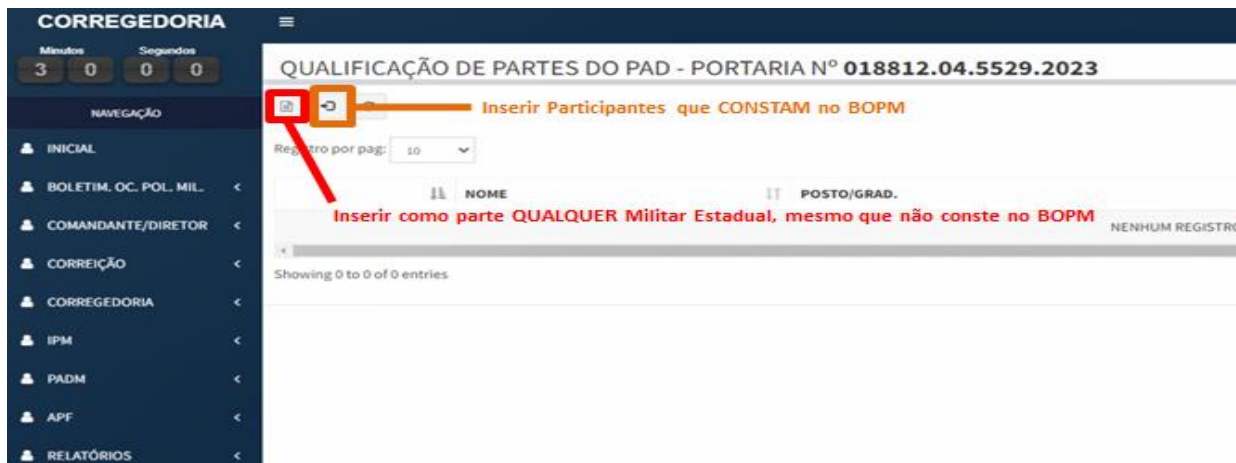 CORREGEDORIA
Minutos Segundos
3 0 0 0
NAVEGAÇÃO
INICIAL
BOLETIM. OC. POL. MIL.
COMANDANTE/DIRETOR
CORREIÇÃO
CORREGEDORIA
IPM
PADM
APF
RELATÓRIOS
QUALIFICAÇÃO DE PARTES DO PAD - PORTARIA Nº 018812.04.5529.2023
Inserir Participantes que CONSTAM no BOPM
Registro por pag: 10
NOME POSTO/GRAD.
Inserir como parte QUALQUER Militar Estadual, mesmo que não conste no BOPM
NENHUM REGISTRO
Showing 0 to 0 of 0 entries